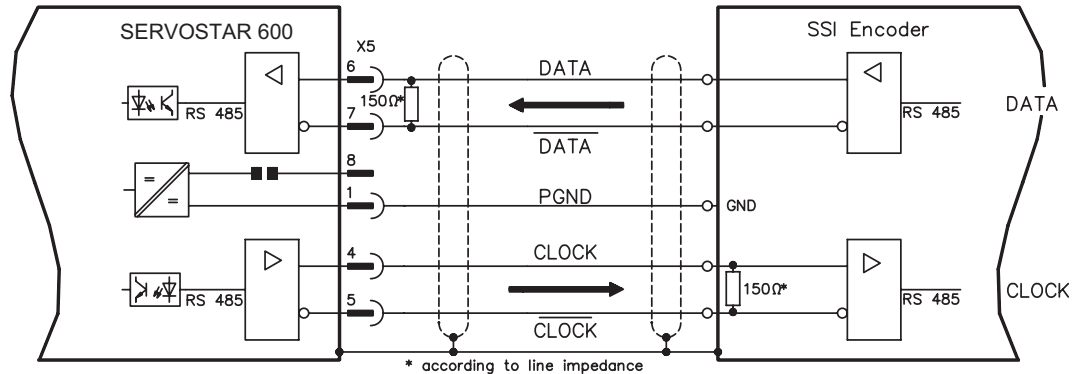 SERVOSTAR 600
X5
SSI Encoder
6
DATA
150Ω*
RS 485
7
DATA
RS 485
DATA
8
=
=
1
PGND
GND
4
CLOCK
150Ω*
RS 485
5
CLOCK
RS 485
CLOCK
* according to line impedance